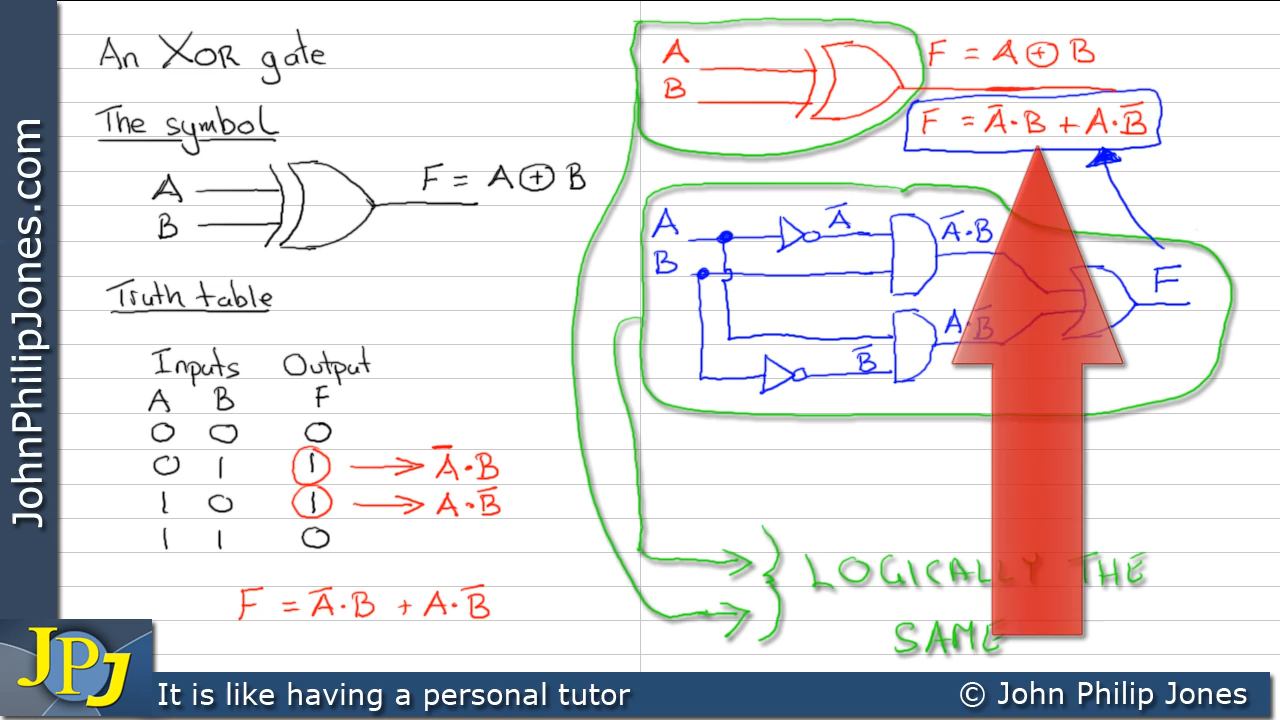 An XOR gate
The symbol
A
B
F = A ⊕ B
Truth table
Inputs Output
A B F
0 0 0
0 1 1 → A̅·B
1 0 1 → A·B̅
1 1 0
F = A̅·B + A·B̅
A
B
F = A ⊕ B
F = A̅·B + A·B̅
A
B
A̅
A̅·B
B̅
A·B̅
F
LOGICALLY THE
SAME
JohnPhilipJones.com
JPJ
It is like having a personal tutor
© John Philip Jones